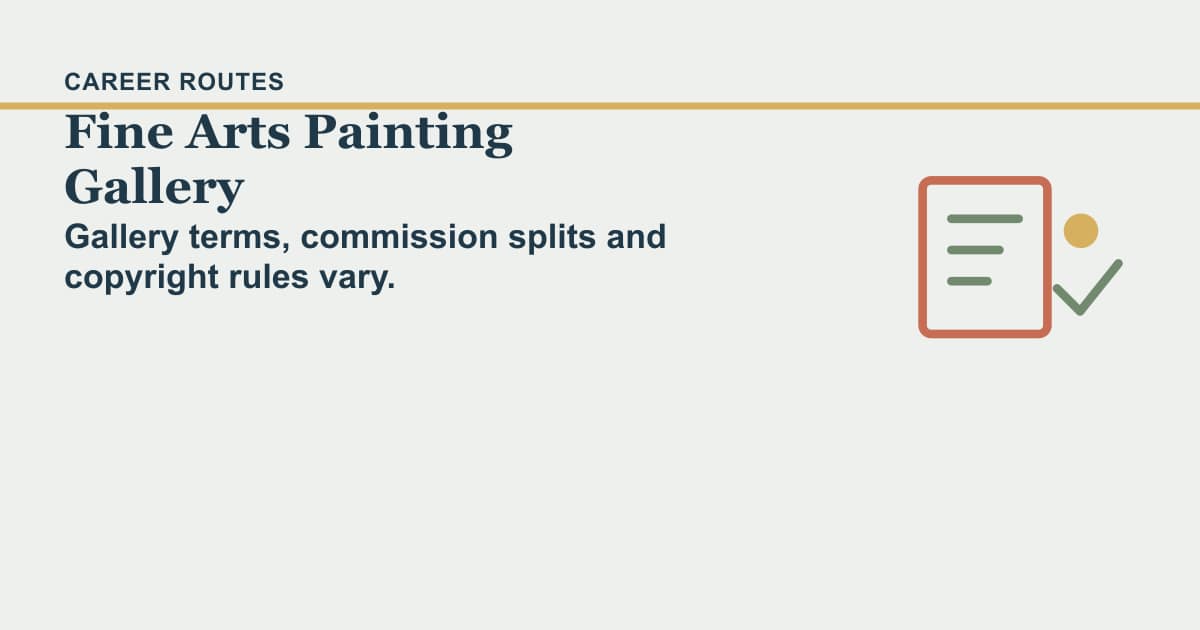 CAREER ROUTES
Fine Arts Painting
Gallery
Gallery terms, commission splits and
copyright rules vary.